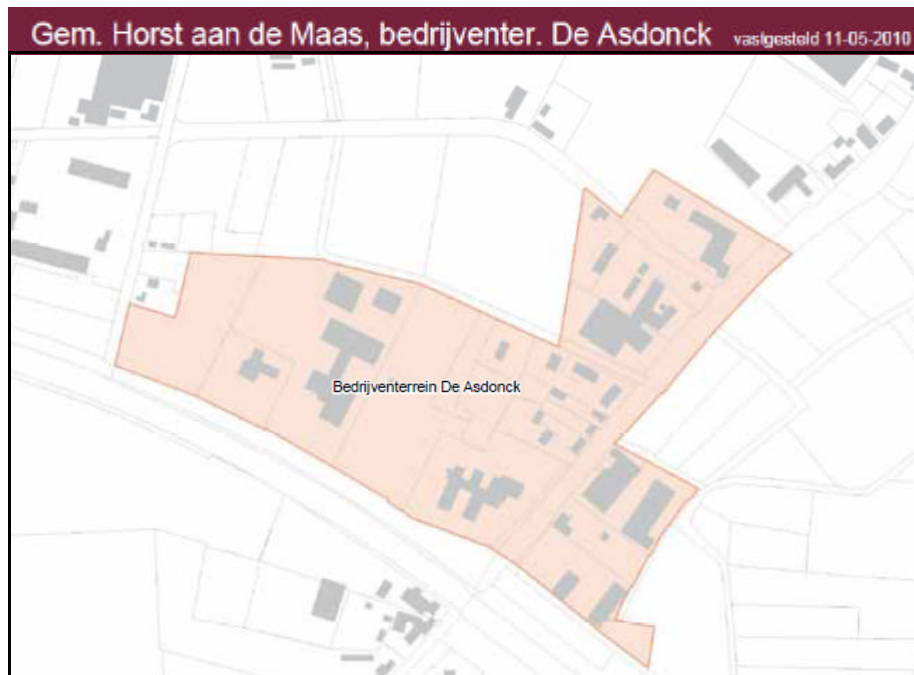 Gem. Horst aan de Maas, bedrijventer. De Asdonck vastgesteld 11-05-2010
Bedrijventerrein De Asdonck